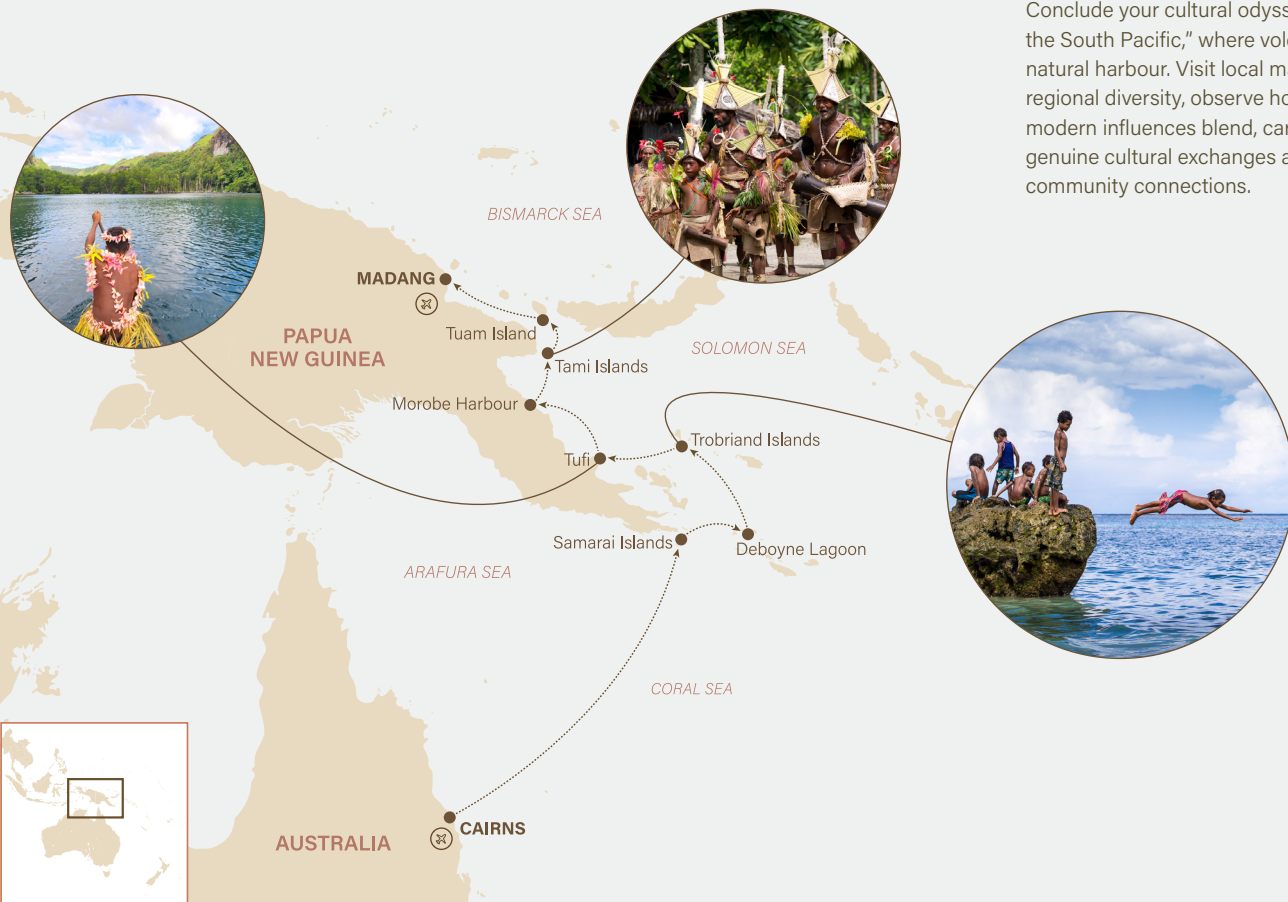 Conclude your cultural odyss
the South Pacific,” where vol
natural harbour. Visit local m
regional diversity, observe ho
modern influences blend, ca
genuine cultural exchanges a
community connections.
BISMARCK SEA
MADANG
Tuam Island
PAPUA
NEW GUINEA
SOLOMON SEA
Tami Islands
Morobe Harbour
Trobriand Islands
Tufi
Samarai Islands
Deboyne Lagoon
ARAFURA SEA
CORAL SEA
CAIRNS
AUSTRALIA